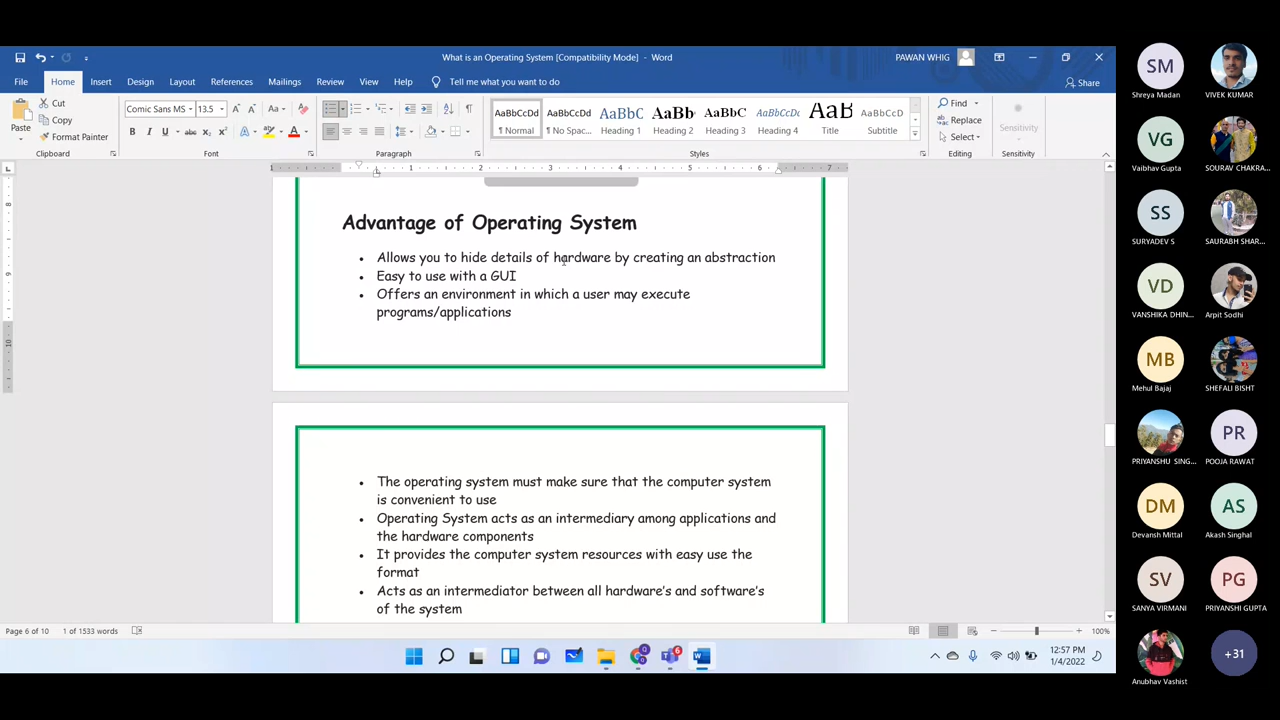 What is an Operating System [Compatibility Mode] - Word
PAWAN WHIG
File Home Insert Design Layout References Mailings Review View Help Tell me what you want to do
Share
Paste
Cut
Copy
Format Painter
Clipboard
Comic Sans MS 13.5
Font
Paragraph
AaBbCcDd AaBbCcDd AaBbC AaBb AaBbC AaBbCcDc AaB AaBbCcD
¶ Normal ¶ No Spac... Heading 1 Heading 2 Heading 3 Heading 4 Title Subtitle
Styles
Find
Replace
Select
Editing
Sensitivity
Sensitivity
1 2 3 4 5 6 7
Advantage of Operating System
• Allows you to hide details of hardware by creating an abstraction
• Easy to use with a GUI
• Offers an environment in which a user may execute
programs/applications
• The operating system must make sure that the computer system
is convenient to use
• Operating System acts as an intermediary among applications and
the hardware components
• It provides the computer system resources with easy use the
format
• Acts as an intermediator between all hardware's and software's
of the system
Page 6 of 10 1 of 1533 words
100%
6
12:57 PM
1/4/2022
SM
Shreya Madan
VIVEK KUMAR
VG
Vaibhav Gupta
SOURAV CHAKRA...
SS
SURYADEV S
SAURABH SHAR...
VD
VANSHIKA DHIN...
Arpit Sodhi
MB
Mehul Bajaj
SHEFALI BISHT
PRIYANSHU SING...
PR
POOJA RAWAT
DM
Devansh Mittal
AS
Akash Singhal
SV
SANYA VIRMANI
PG
PRIYANSHI GUPTA
Anubhav Vashist
+31